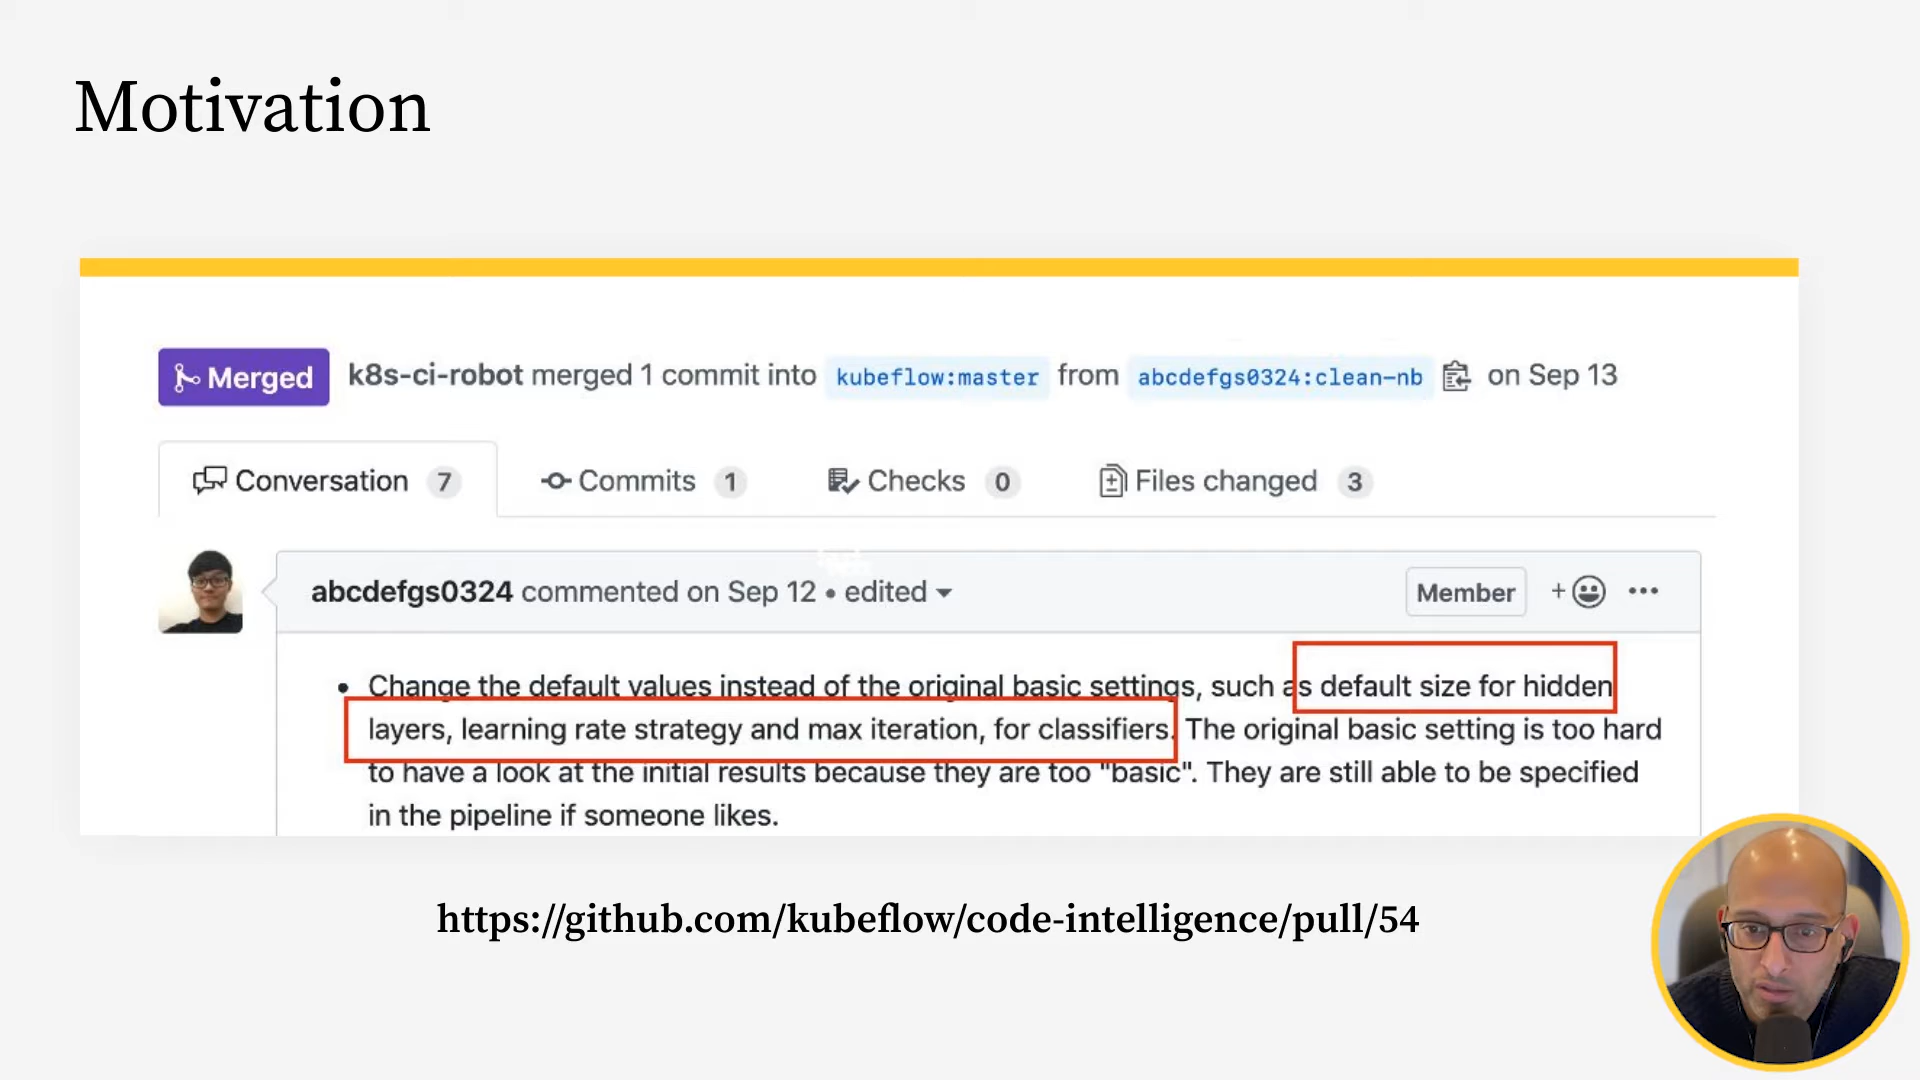 Motivation
Merged k8s-ci-robot merged 1 commit into kubeflow:master from abcdefgs0324:clean-nb on Sep 13
Conversation 7 Commits 1 Checks 0 Files changed 3
abcdefgs0324 commented on Sep 12 • edited Member + •••
• Change the default values instead of the original basic settings, such as default size for hidden
layers, learning rate strategy and max iteration, for classifiers. The original basic setting is too hard
to have a look at the initial results because they are too "basic". They are still able to be specified
in the pipeline if someone likes.
https://github.com/kubeflow/code-intelligence/pull/54